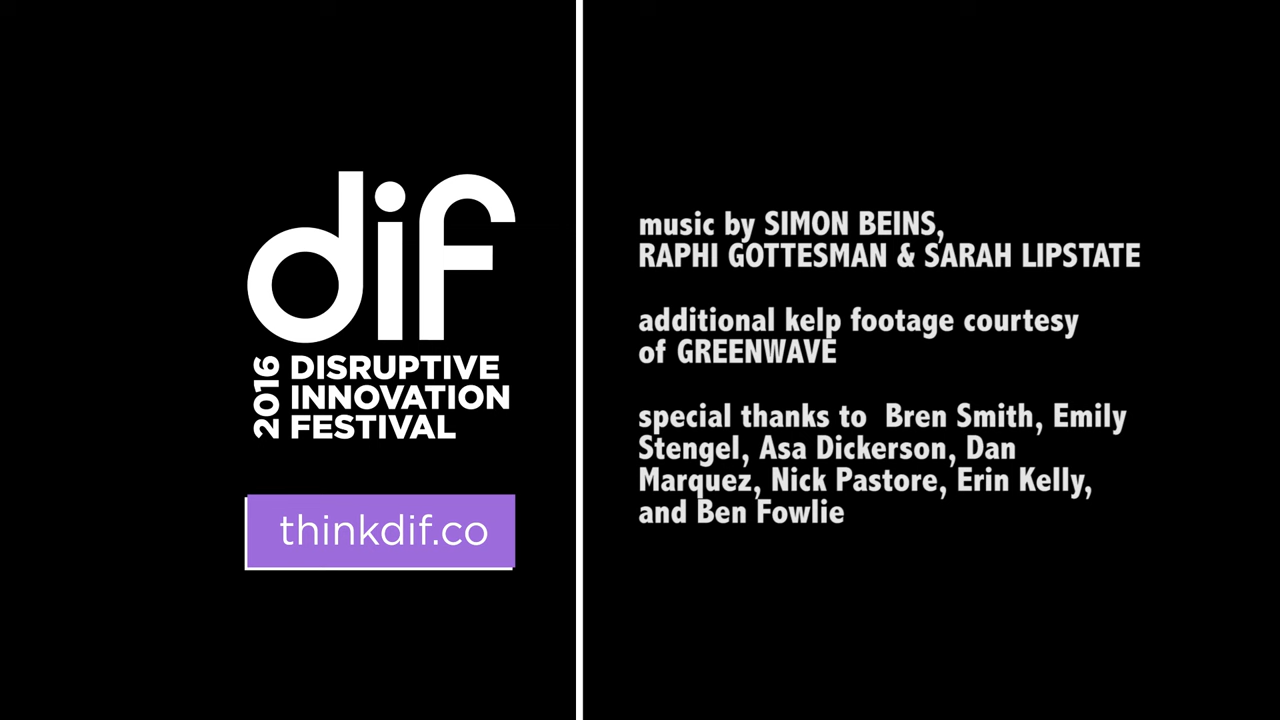 dif
2016
DISRUPTIVE
INNOVATION
FESTIVAL
thinkdif.co
music by SIMON BEINS,
RAPHI GOTTESMAN & SARAH LIPSTATE
additional kelp footage courtesy
of GREENWAVE
special thanks to  Bren Smith, Emily
Stengel, Asa Dickerson, Dan
Marquez, Nick Pastore, Erin Kelly,
and Ben Fowlie